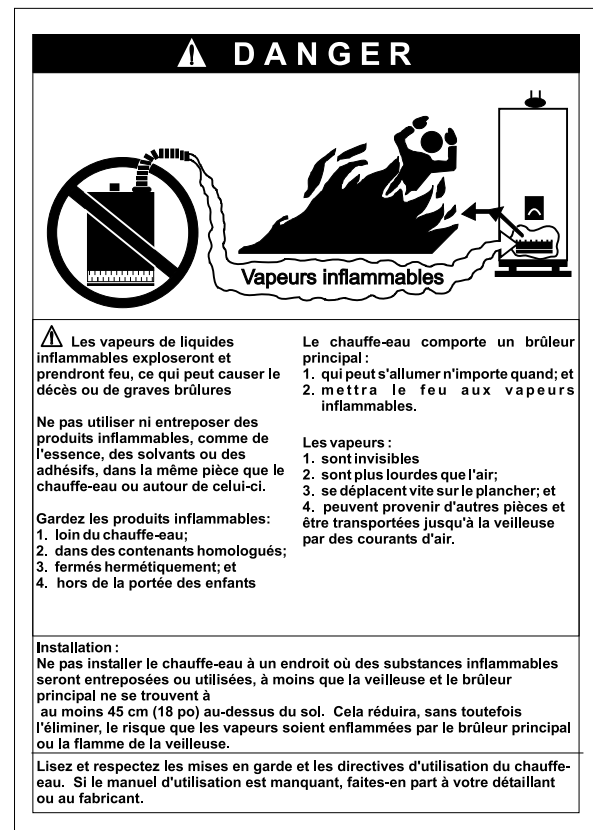 ⚠ DANGER
Vapeurs inflammables
⚠ Les vapeurs de liquides
inflammables exploseront et
prendront feu, ce qui peut causer le
décès ou de graves brûlures
Ne pas utiliser ni entreposer des
produits inflammables, comme de
l'essence, des solvants ou des
adhésifs, dans la même pièce que le
chauffe-eau ou autour de celui-ci.
Gardez les produits inflammables:
1. loin du chauffe-eau;
2. dans des contenants homologués;
3. fermés hermétiquement; et
4. hors de la portée des enfants
Le chauffe-eau comporte un brûleur
principal :
1. qui peut s'allumer n'importe quand; et
2. mettra le feu aux vapeurs
inflammables.
Les vapeurs :
1. sont invisibles
2. sont plus lourdes que l'air;
3. se déplacent vite sur le plancher; et
4. peuvent provenir d'autres pièces et
être transportées jusqu'à la veilleuse
par des courants d'air.
Installation :
Ne pas installer le chauffe-eau à un endroit où des substances inflammables
seront entreposées ou utilisées, à moins que la veilleuse et le brûleur
principal ne se trouvent à
au moins 45 cm (18 po) au-dessus du sol. Cela réduira, sans toutefois
l'éliminer, le risque que les vapeurs soient enflammées par le brûleur principal
ou la flamme de la veilleuse.
Lisez et respectez les mises en garde et les directives d'utilisation du chauffe-
eau. Si le manuel d'utilisation est manquant, faites-en part à votre détaillant
ou au fabricant.